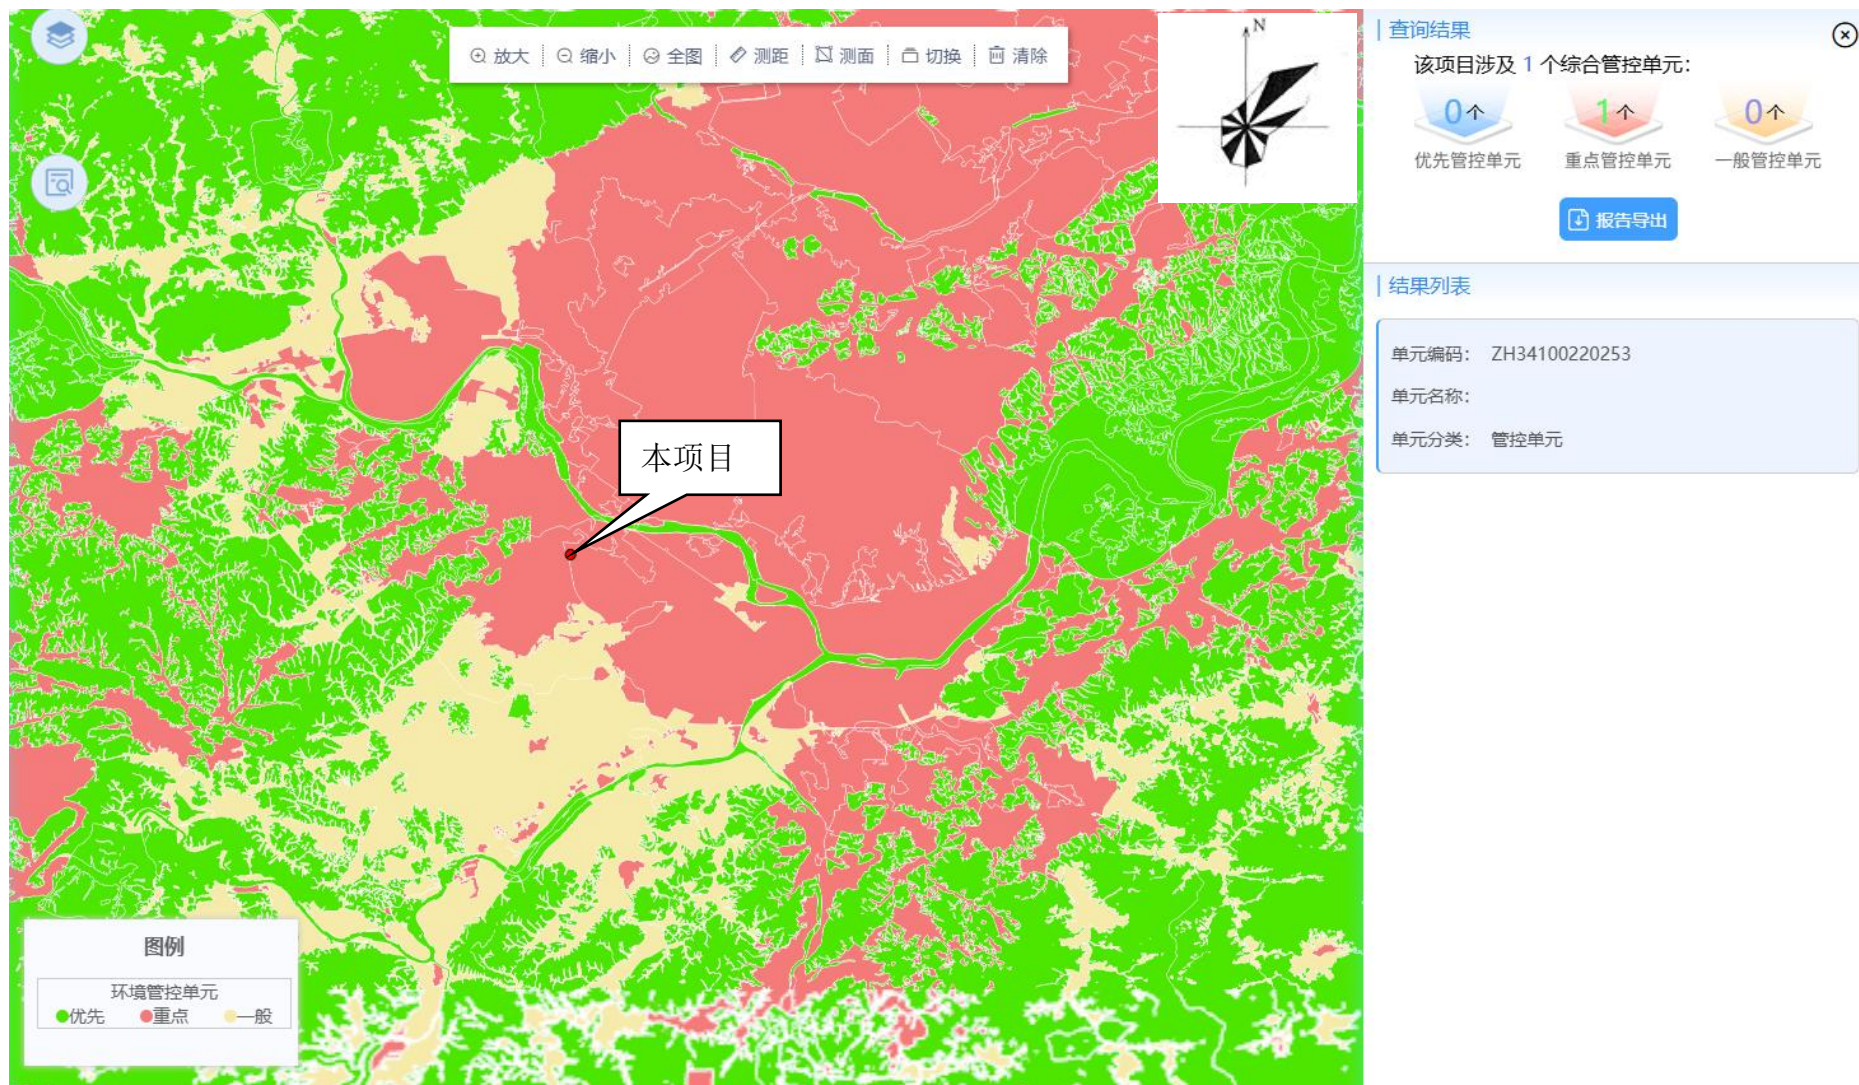 放大
缩小
全图
测距
测面
切换
清除
N
本项目
图例
环境管控单元
优先
重点
一般
查询结果
该项目涉及 1 个综合管控单元:
0个
1个
0个
优先管控单元
重点管控单元
一般管控单元
报告导出
结果列表
单元编码: ZH34100220253
单元名称:
单元分类: 管控单元